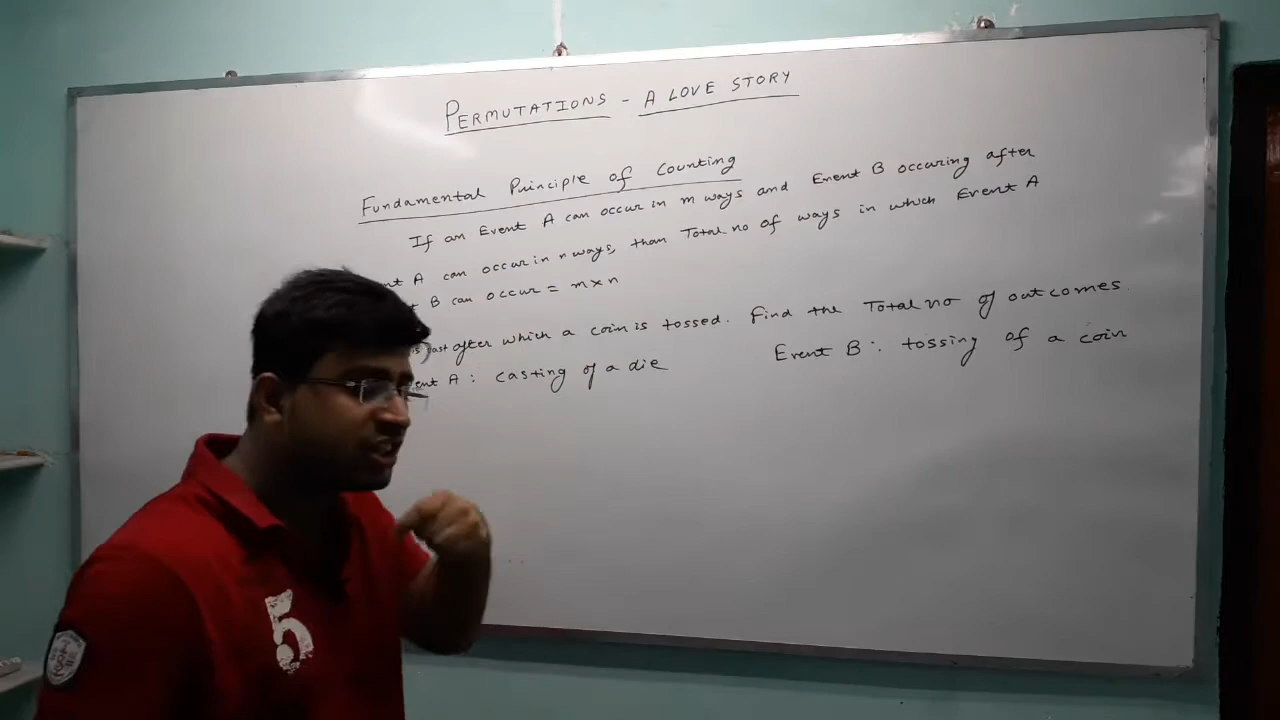 PERMUTATIONS - A LOVE STORY
Fundamental Principle of Counting
If an Event A can occur in m ways and Event B occuring after
A can occur in n ways, than Total no of ways in which Event A
B can occur = m×n
after which a coin is tossed. Find the Total no of outcomes
A: casting of a die Event B: tossing of a coin
5